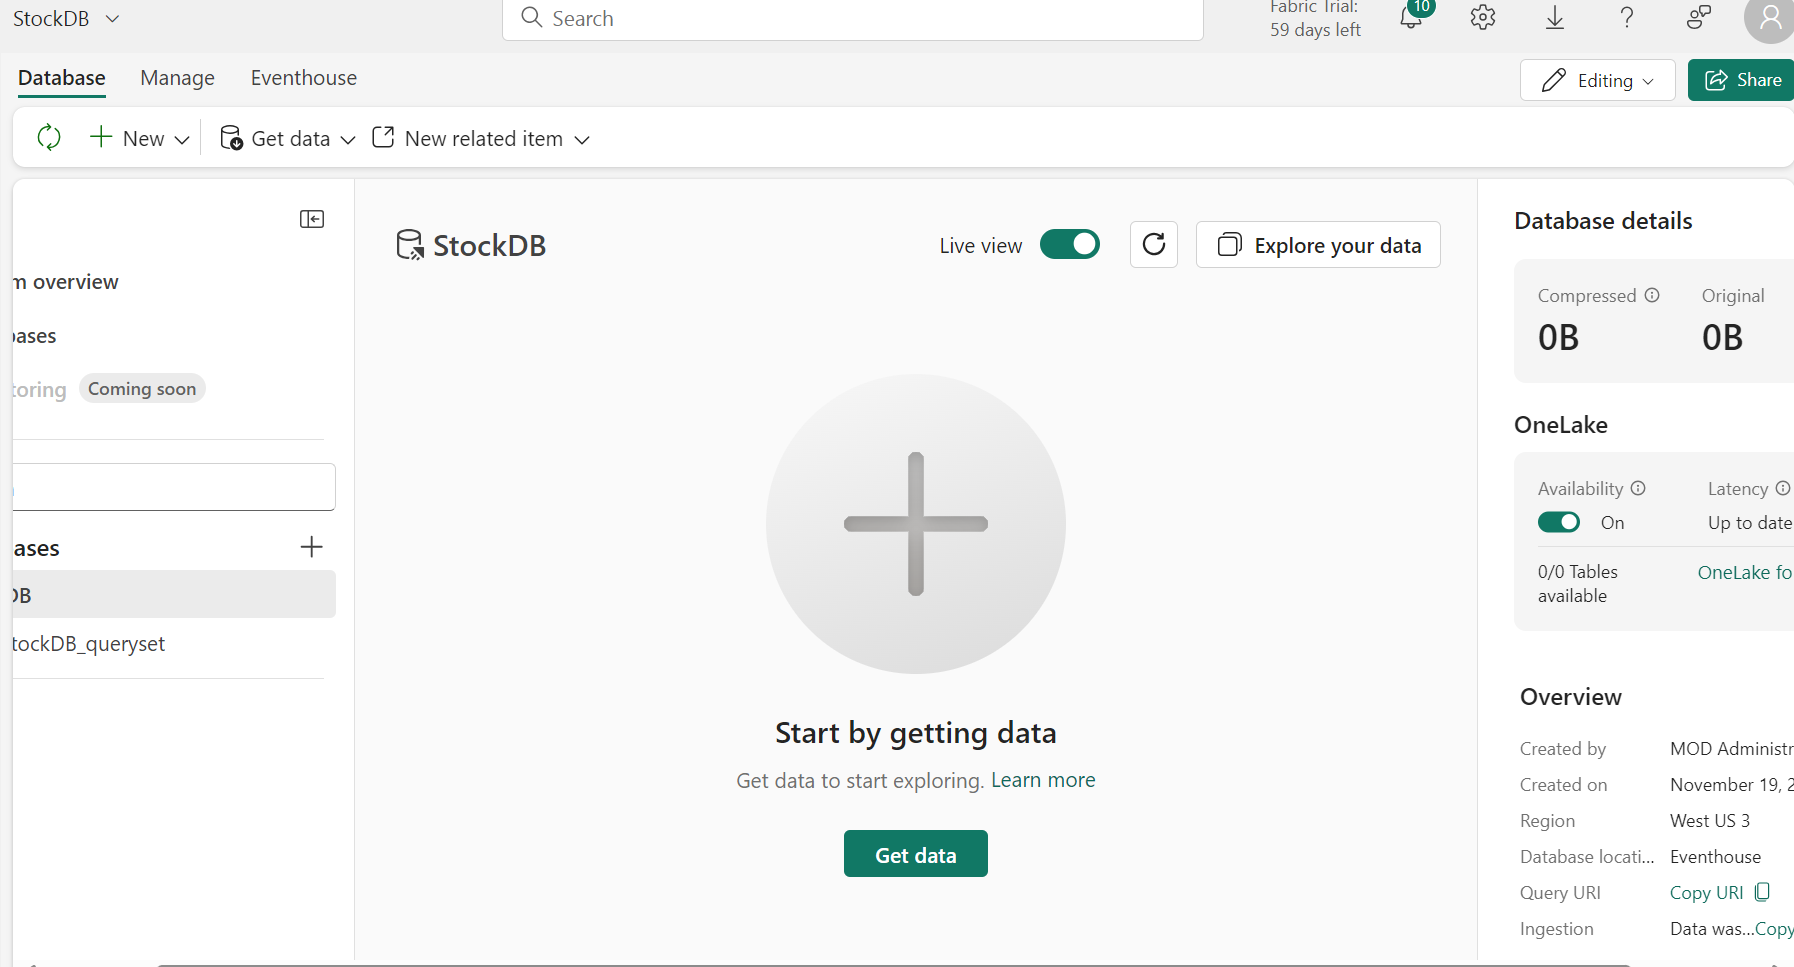 StockDB
Search
Fabric Trial:
59 days left
10
Database
Manage
Eventhouse
Editing
Share
New
Get data
New related item
m overview
bases
toring
Coming soon
ases
DB
tockDB_queryset
StockDB
Live view
Explore your data
Start by getting data
Get data to start exploring. Learn more
Get data
Database details
Compressed
Original
0B
0B
OneLake
Availability
Latency
On
Up to date
0/0 Tables
available
OneLake fo
Overview
Created by
MOD Administr
Created on
November 19, 2
Region
West US 3
Database locati...
Eventhouse
Query URI
Copy URI
Ingestion
Data was...Copy